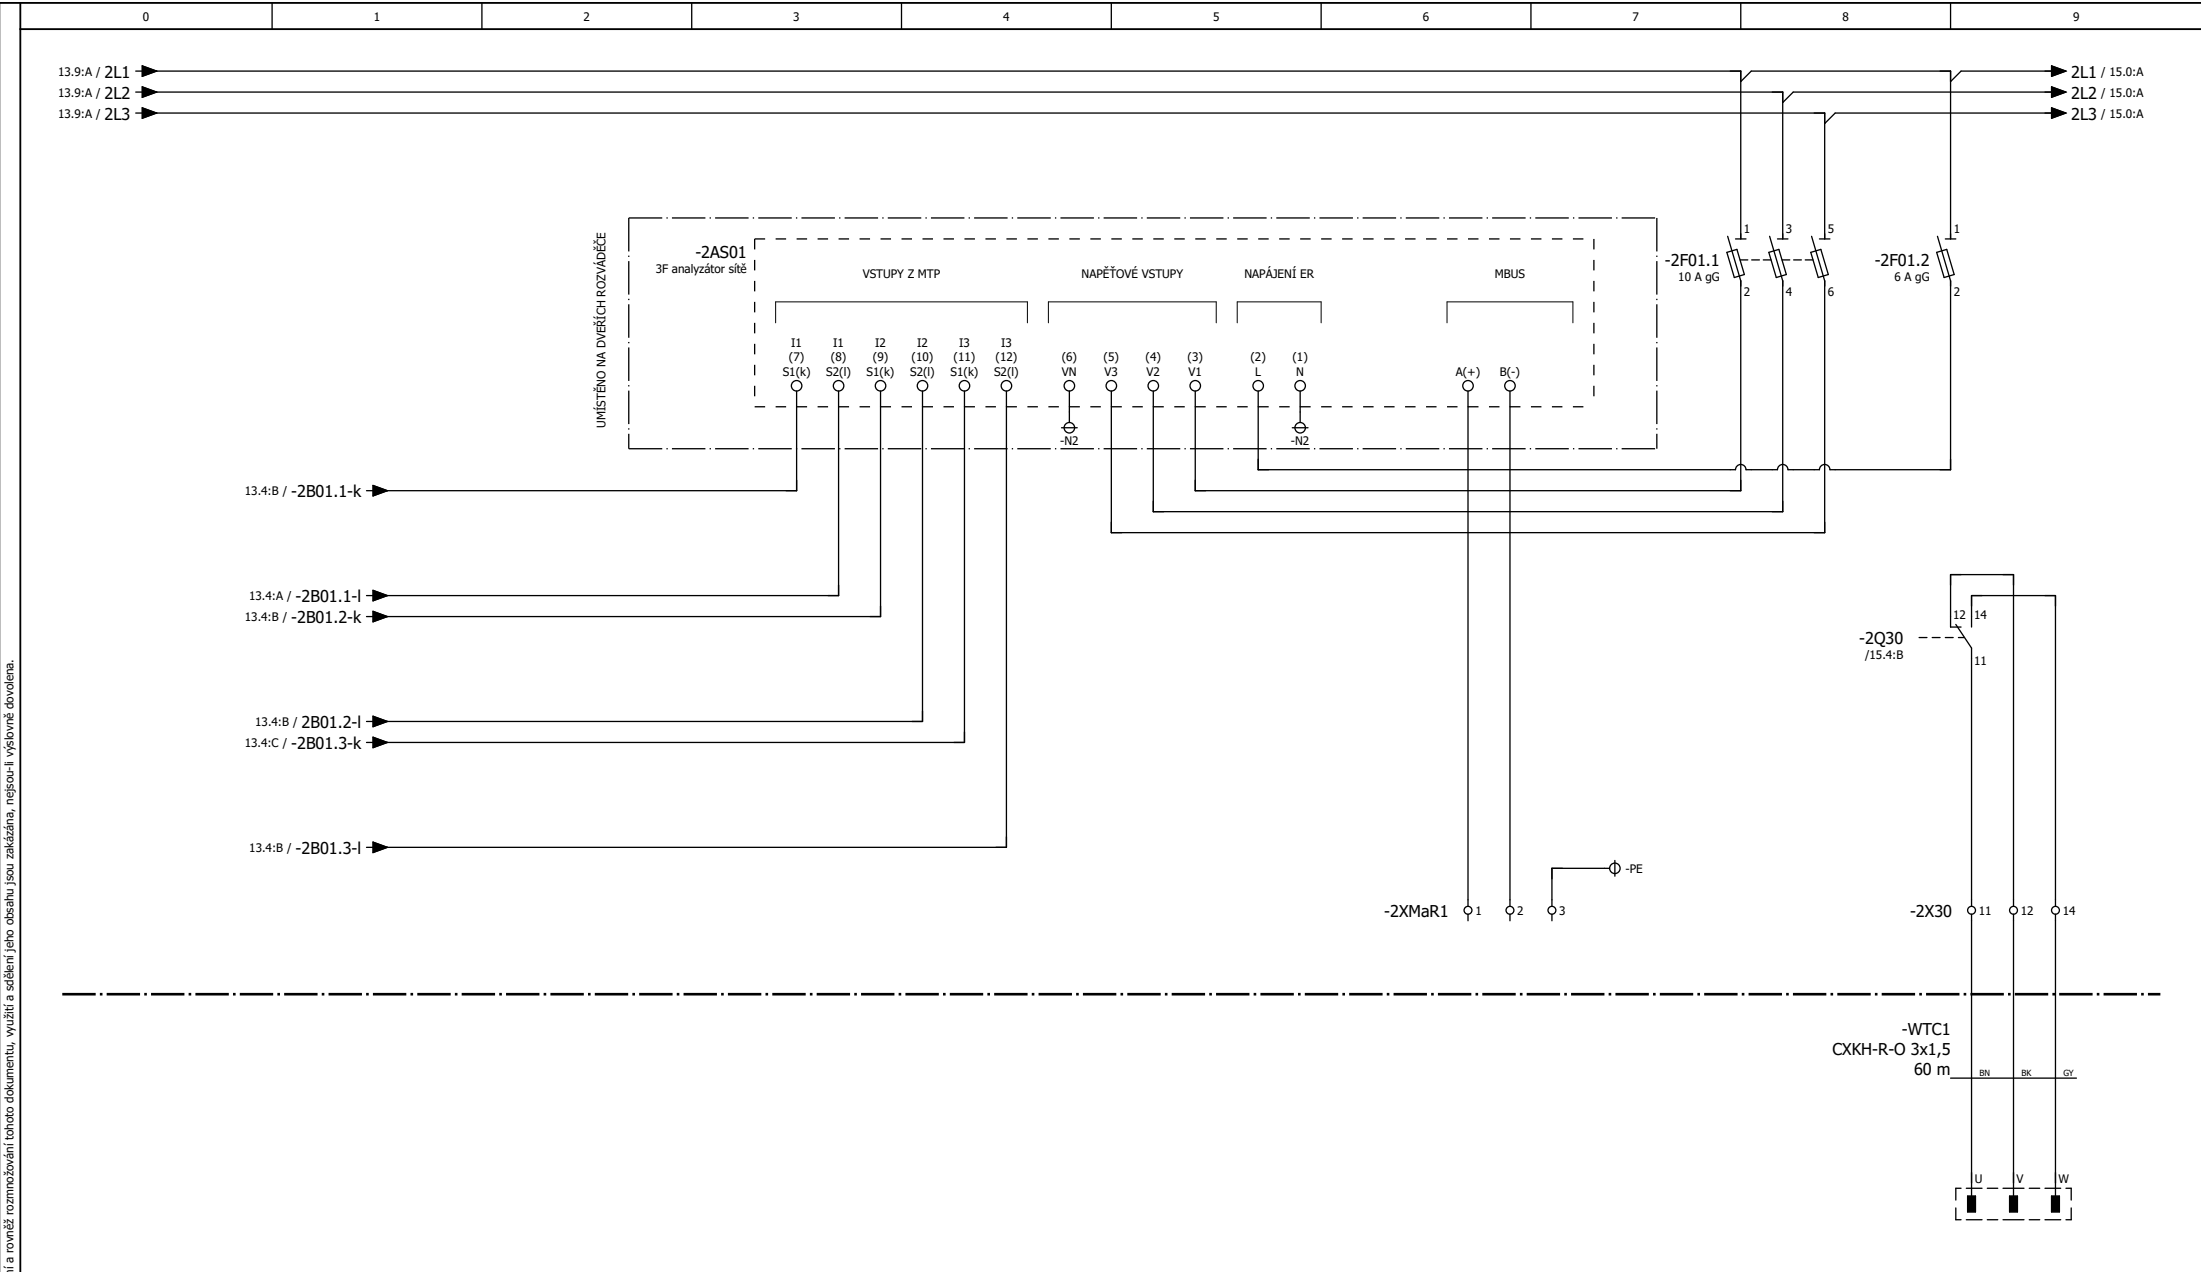 0 1 2 3 4 5 6 7 8 9
13.9:A / 2L1
13.9:A / 2L2
13.9:A / 2L3
2L1 / 15.0:A
2L2 / 15.0:A
2L3 / 15.0:A
UMÍSTĚNO NA DVEŘÍCH ROZVÁDĚČE
-2AS01
3F analyzátor sítě
VSTUPY Z MTP
NAPĚŤOVÉ VSTUPY
NAPÁJENÍ ER
MBUS
I1 I1 I2 I2 I3 I3
(7) (8) (9) (10) (11) (12) (6) (5) (4) (3) (2) (1)
S1(k) S2(l) S1(k) S2(l) S1(k) S2(l) VN V3 V2 V1 L N A(+) B(-)
-N2
-N2
1 3 5
-2F01.1
10 A gG
2 4 6
1
-2F01.2
6 A gG
2
13.4:B / -2B01.1-k
13.4:A / -2B01.1-l
13.4:B / -2B01.2-k
13.4:B / 2B01.2-l
13.4:C / -2B01.3-k
13.4:B / -2B01.3-l
12 14
-2Q30
/15.4:B
11
-PE
-2XMaR1 1 2 3
-2X30 11 12 14
-WTC1
CXKH-R-O 3x1,5
60 m BN BK GY
U V W
a rovněž rozmnožování tohoto dokumentu, využití a sdělení jeho obsahu jsou zakázána, nejsou-li výslovně dovolena.